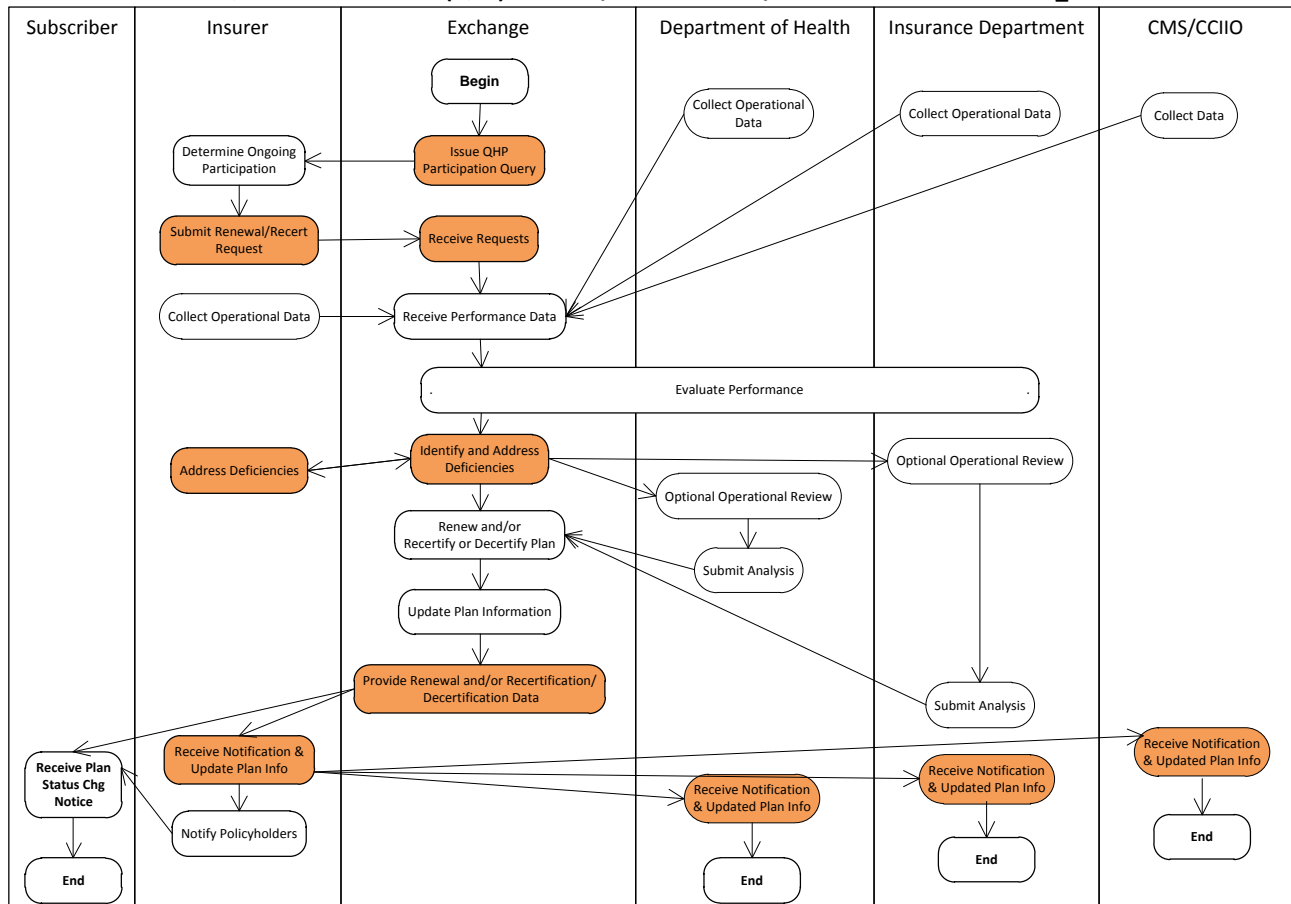 Subscriber
Insurer
Exchange
Department of Health
Insurance Department
CMS/CCIIO
Begin
Collect Operational
Data
Collect Operational Data
Collect Data
Determine Ongoing
Participation
Issue QHP
Participation Query
Submit Renewal/Recert
Request
Receive Requests
Collect Operational Data
Receive Performance Data
. Evaluate Performance .
Address Deficiencies
Identify and Address
Deficiencies
Optional Operational Review
Optional Operational Review
Renew and/or
Recertify or Decertify Plan
Submit Analysis
Update Plan Information
Provide Renewal and/or Recertification/
Decertification Data
Submit Analysis
Receive Plan
Status Chg
Notice
Receive Notification &
Update Plan Info
Receive Notification
& Updated Plan Info
Receive Notification
& Updated Plan Info
Receive Notification
& Updated Plan Info
Notify Policyholders
End
End
End
End